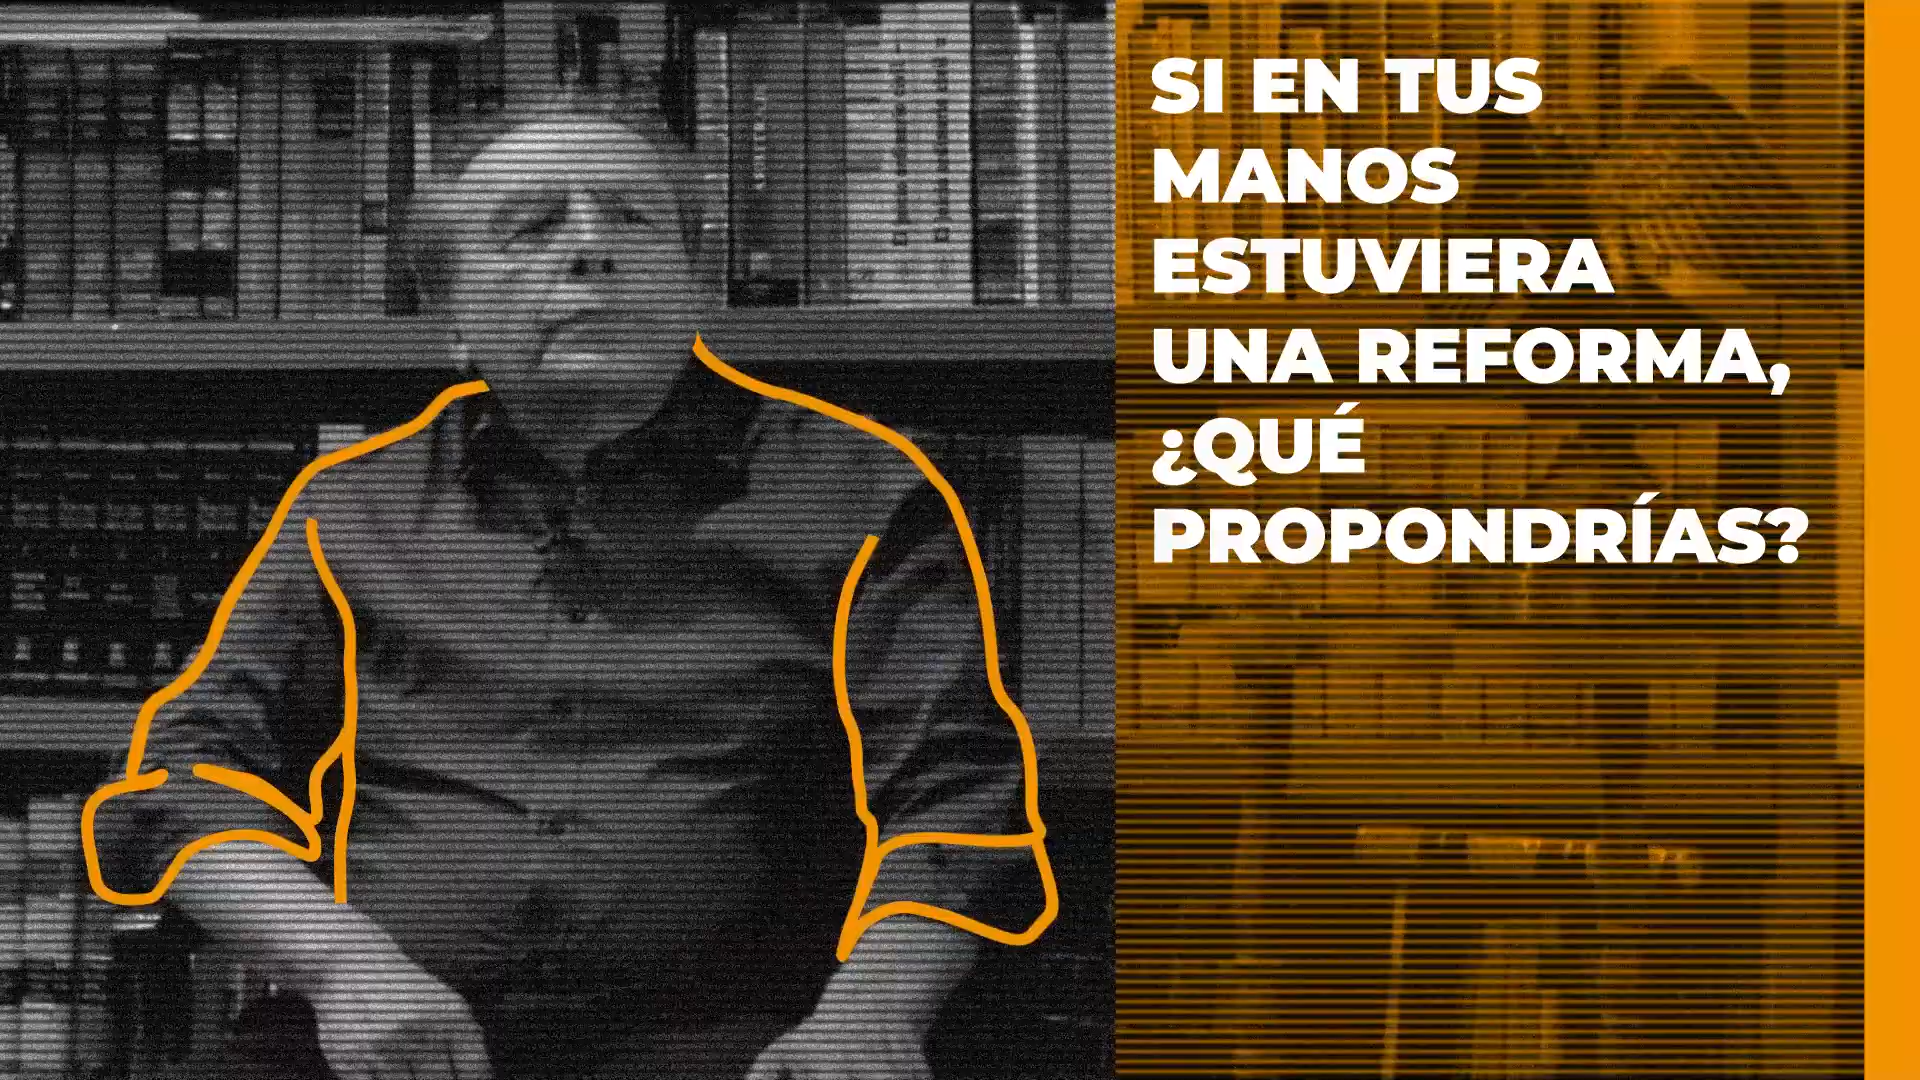 SI EN TUS
MANOS
ESTUVIERA
UNA REFORMA,
¿QUÉ
PROPONDRÍAS?